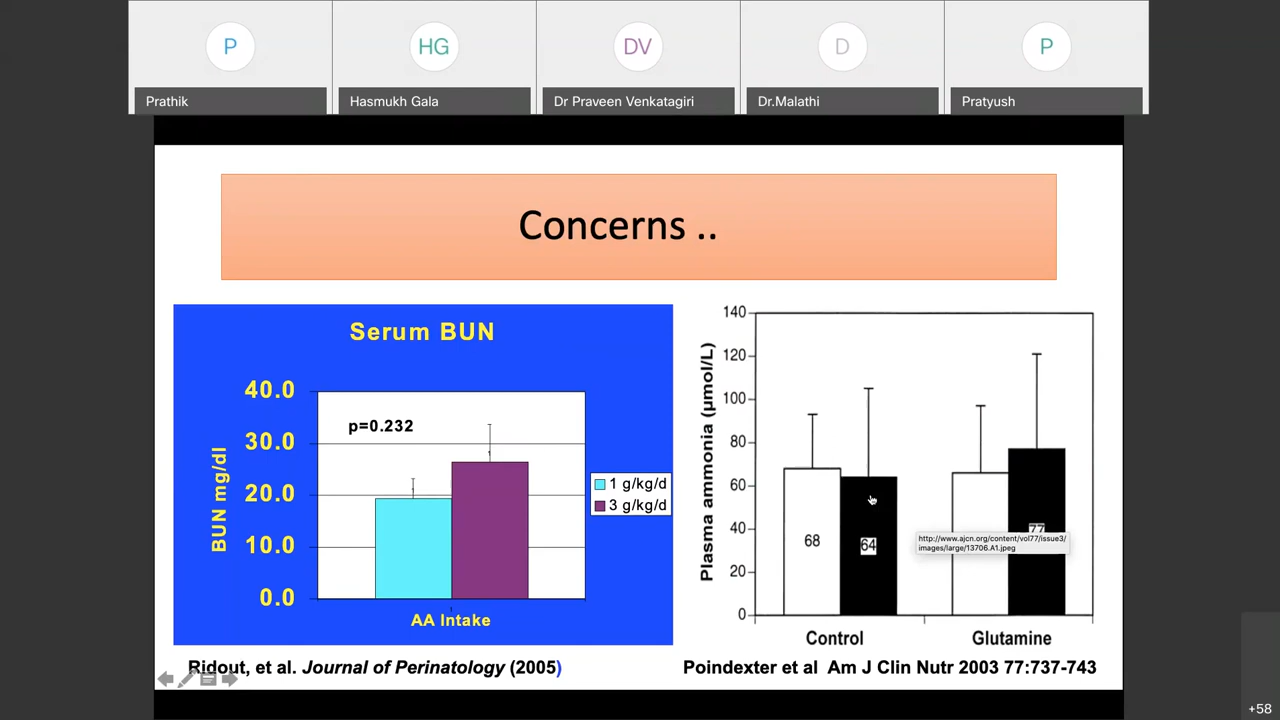 P
HG
DV
D
P
Prathik
Hasmukh Gala
Dr Praveen Venkatagiri
Dr.Malathi
Pratyush
Concerns ..
Serum BUN
BUN mg/dl
40.0
30.0
20.0
10.0
0.0
p=0.232
1 g/kg/d
3 g/kg/d
AA Intake
Ridout, et al. Journal of Perinatology (2005)
Plasma ammonia (μmol/L)
140
120
100
80
60
40
20
0
68
64
77
http://www.ajcn.org/content/vol77/issue3/
images/large/13706.A1.jpeg
Control
Glutamine
Poindexter et al Am J Clin Nutr 2003 77:737-743
+58